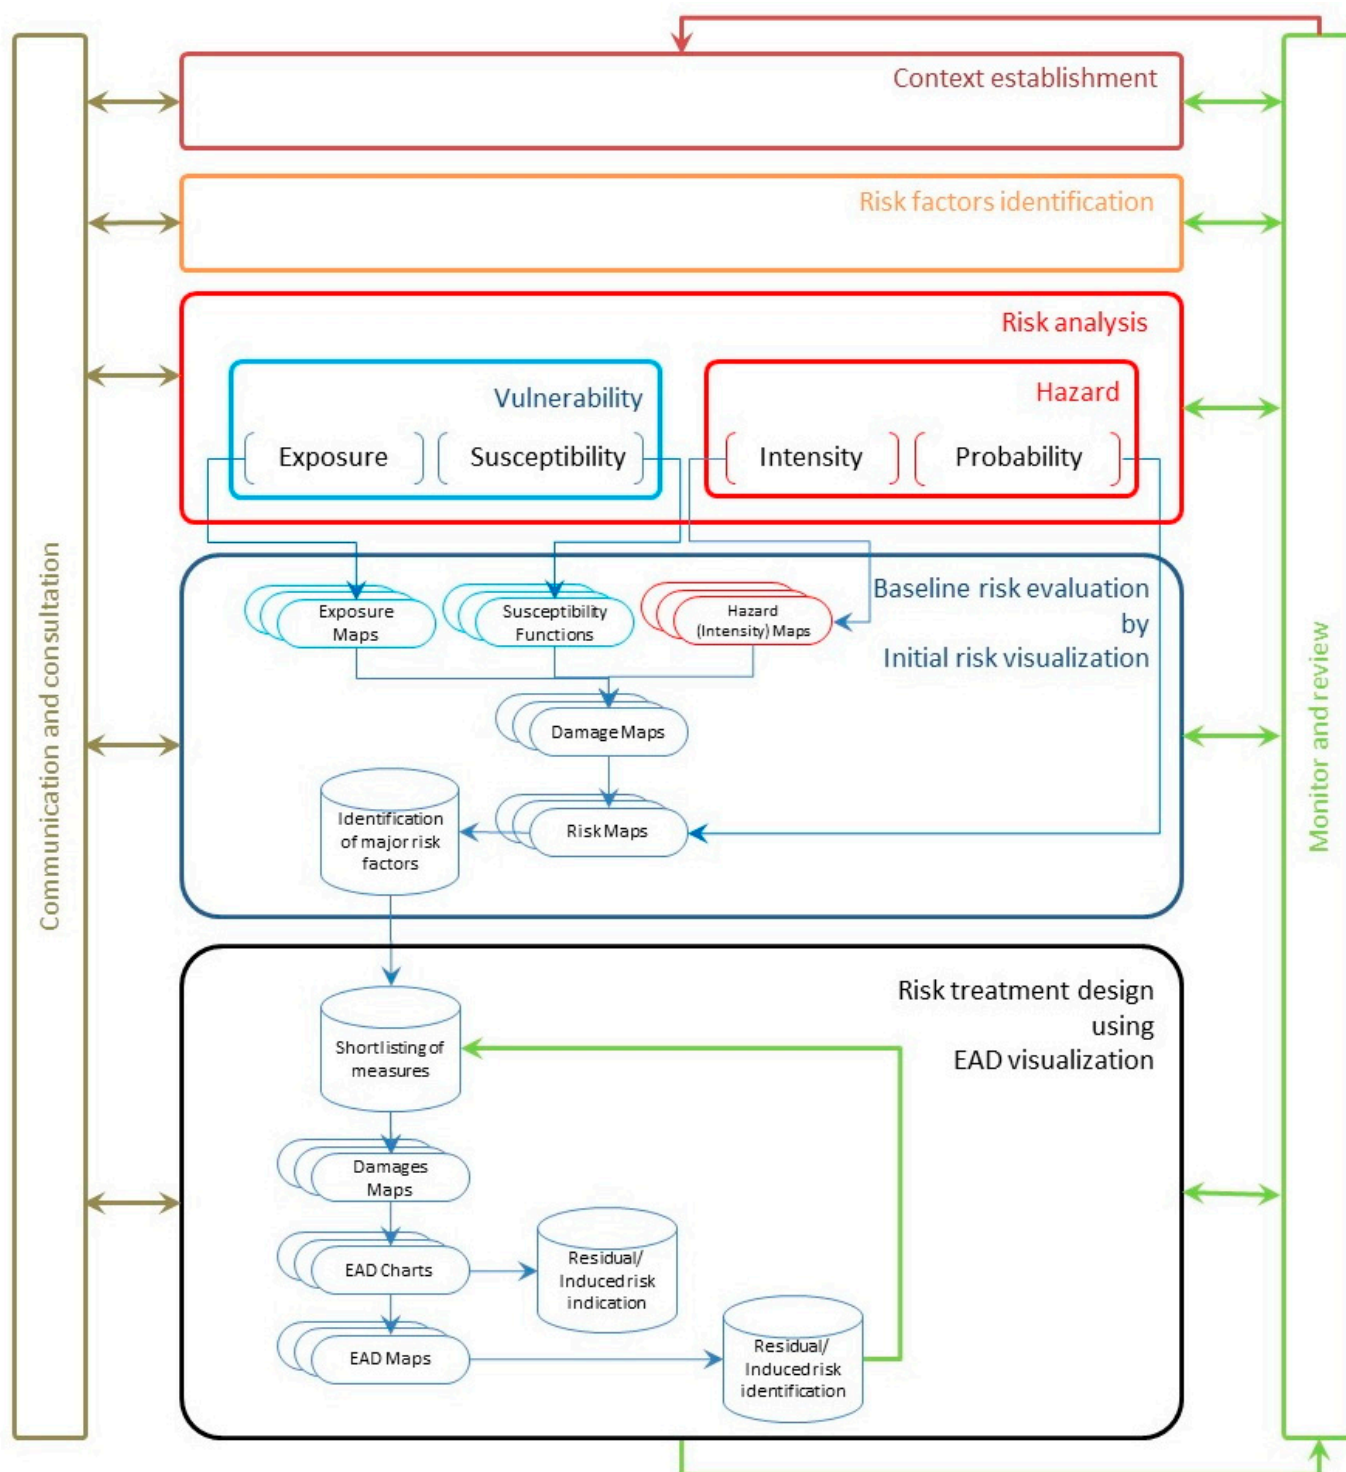 Context establishment
Risk factors identification
Risk analysis
Vulnerability
Hazard
Exposure
Susceptibility
Intensity
Probability
Communication and consultation
Monitor and review
Baseline risk evaluation
by
Initial risk visualization
Exposure
Maps
Susceptibility
Functions
Hazard
(Intensity) Maps
Damage Maps
Risk Maps
Identification
of major risk
factors
Risk treatment design
using
EAD visualization
Shortlisting of
measures
Damages
Maps
EAD Charts
Residual/
Induced risk
indication
EAD Maps
Residual/
Induced risk
identification